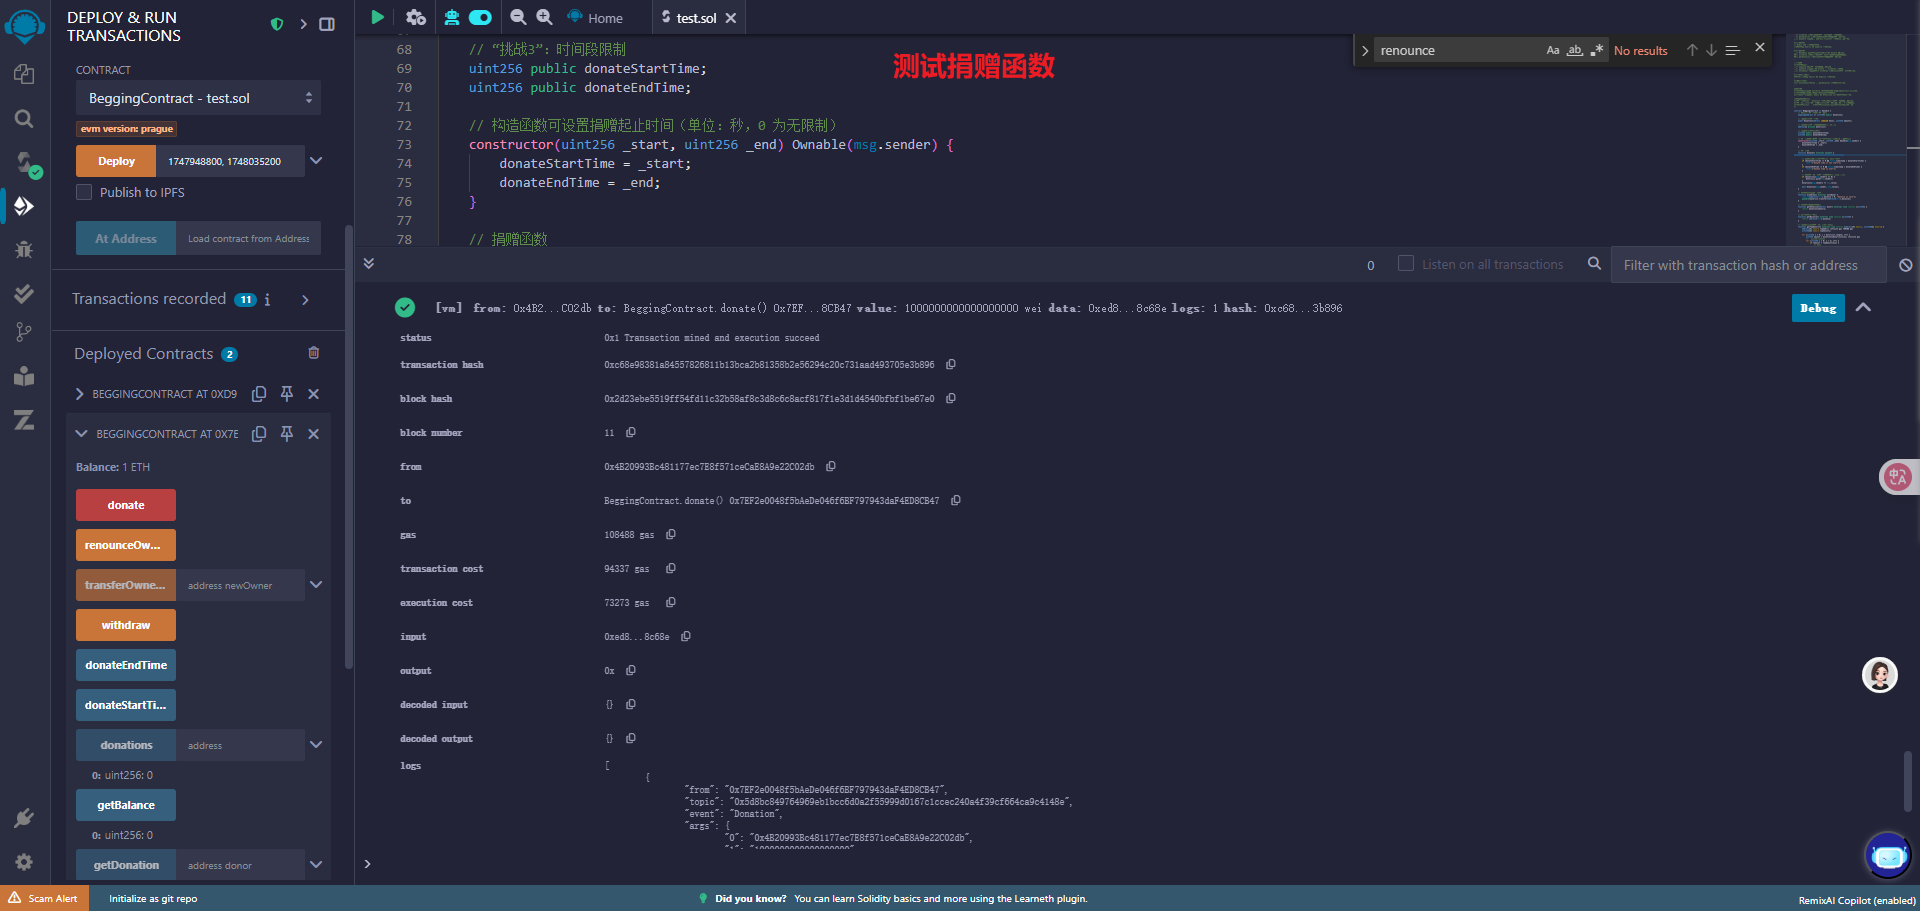 DEPLOY & RUN
TRANSACTIONS
CONTRACT
BeggingContract - test.sol
evm version: prague
Deploy
1747948800, 1748035200
Publish to IPFS
At Address
Load contract from Address
Transactions recorded 11 i
Deployed Contracts 2
BEGGINGCONTRACT AT 0XD9
BEGGINGCONTRACT AT 0X7E
Balance: 1 ETH
donate
renounceOw...
transferOwne...
address newOwner
withdraw
donateEndTime
donateStartTi...
donations
address
0: uint256: 0
getBalance
0: uint256: 0
getDonation
address donor
Home
test.sol
68 // “挑战3”：时间段限制
69 uint256 public donateStartTime;
70 uint256 public donateEndTime;
71
72 // 构造函数可设置捐赠起止时间（单位：秒，0 为无限制）
73 constructor(uint256 _start, uint256 _end) Ownable(msg.sender) {
74 donateStartTime = _start;
75 donateEndTime = _end;
76 }
77
78 // 捐赠函数
测试捐赠函数
renounce
Aa ab .*
No results
0
Listen on all transactions
Filter with transaction hash or address
[vm] from: 0x4B2...C02db to: BeggingContract.donate() 0x7EF...8CB47 value: 1000000000000000000 wei data: 0xed8...8c68e logs: 1 hash: 0xc68...3b896
Debug
status 0x1 Transaction mined and execution succeed
transaction hash 0xc68e98381a84557826811b13bca2b81358b2e56294c20c731aad493705e3b896
block hash 0x2d23ebe5519ff54fd11c32b58af8c3d8c6c8acf817f1e3d1d4540bfbf1be67e0
block number 11
from 0x4B20993Bc481177ec7E8f571ceCaE8A9e22C02db
to BeggingContract.donate() 0x7EF2e0048f5bAeDe046f6BF797943daF4ED8CB47
gas 108488 gas
transaction cost 94337 gas
execution cost 73273 gas
input 0xed8...8c68e
output 0x
decoded input {}
decoded output {}
logs [
{
"from": "0x7EF2e0048f5bAeDe046f6BF797943daF4ED8CB47",
"topic": "0x5d8bc849764969eb1bcc6d0a2f55999d0167c1ccec240a4f39cf664ca9c4148e",
"event": "Donation",
"args": {
"0": "0x4B20993Bc481177ec7E8f571ceCaE8A9e22C02db",
"1": "1000000000000000000"
>
Scam Alert
Initialize as git repo
Did you know? You can learn Solidity basics and more using the Learneth plugin.
RemixAI Copilot (enabled)